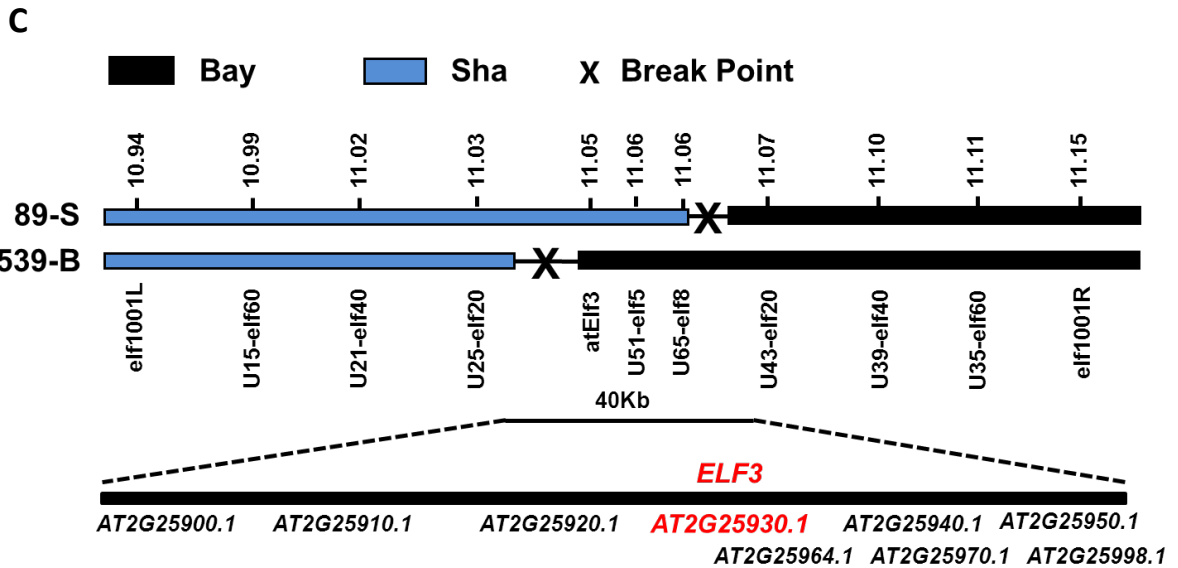 C
Bay Sha X Break Point
10.94 10.99 11.02 11.03 11.05 11.06 11.06 11.07 11.10 11.11 11.15
89-S X
539-B X
elf1001L U15-elf60 U21-elf40 U25-elf20 atElf3 U51-elf5 U65-elf8 U43-elf20 U39-elf40 U35-elf60 elf1001R
40Kb
ELF3
AT2G25900.1 AT2G25910.1 AT2G25920.1 AT2G25930.1 AT2G25940.1 AT2G25950.1
AT2G25964.1 AT2G25970.1 AT2G25998.1